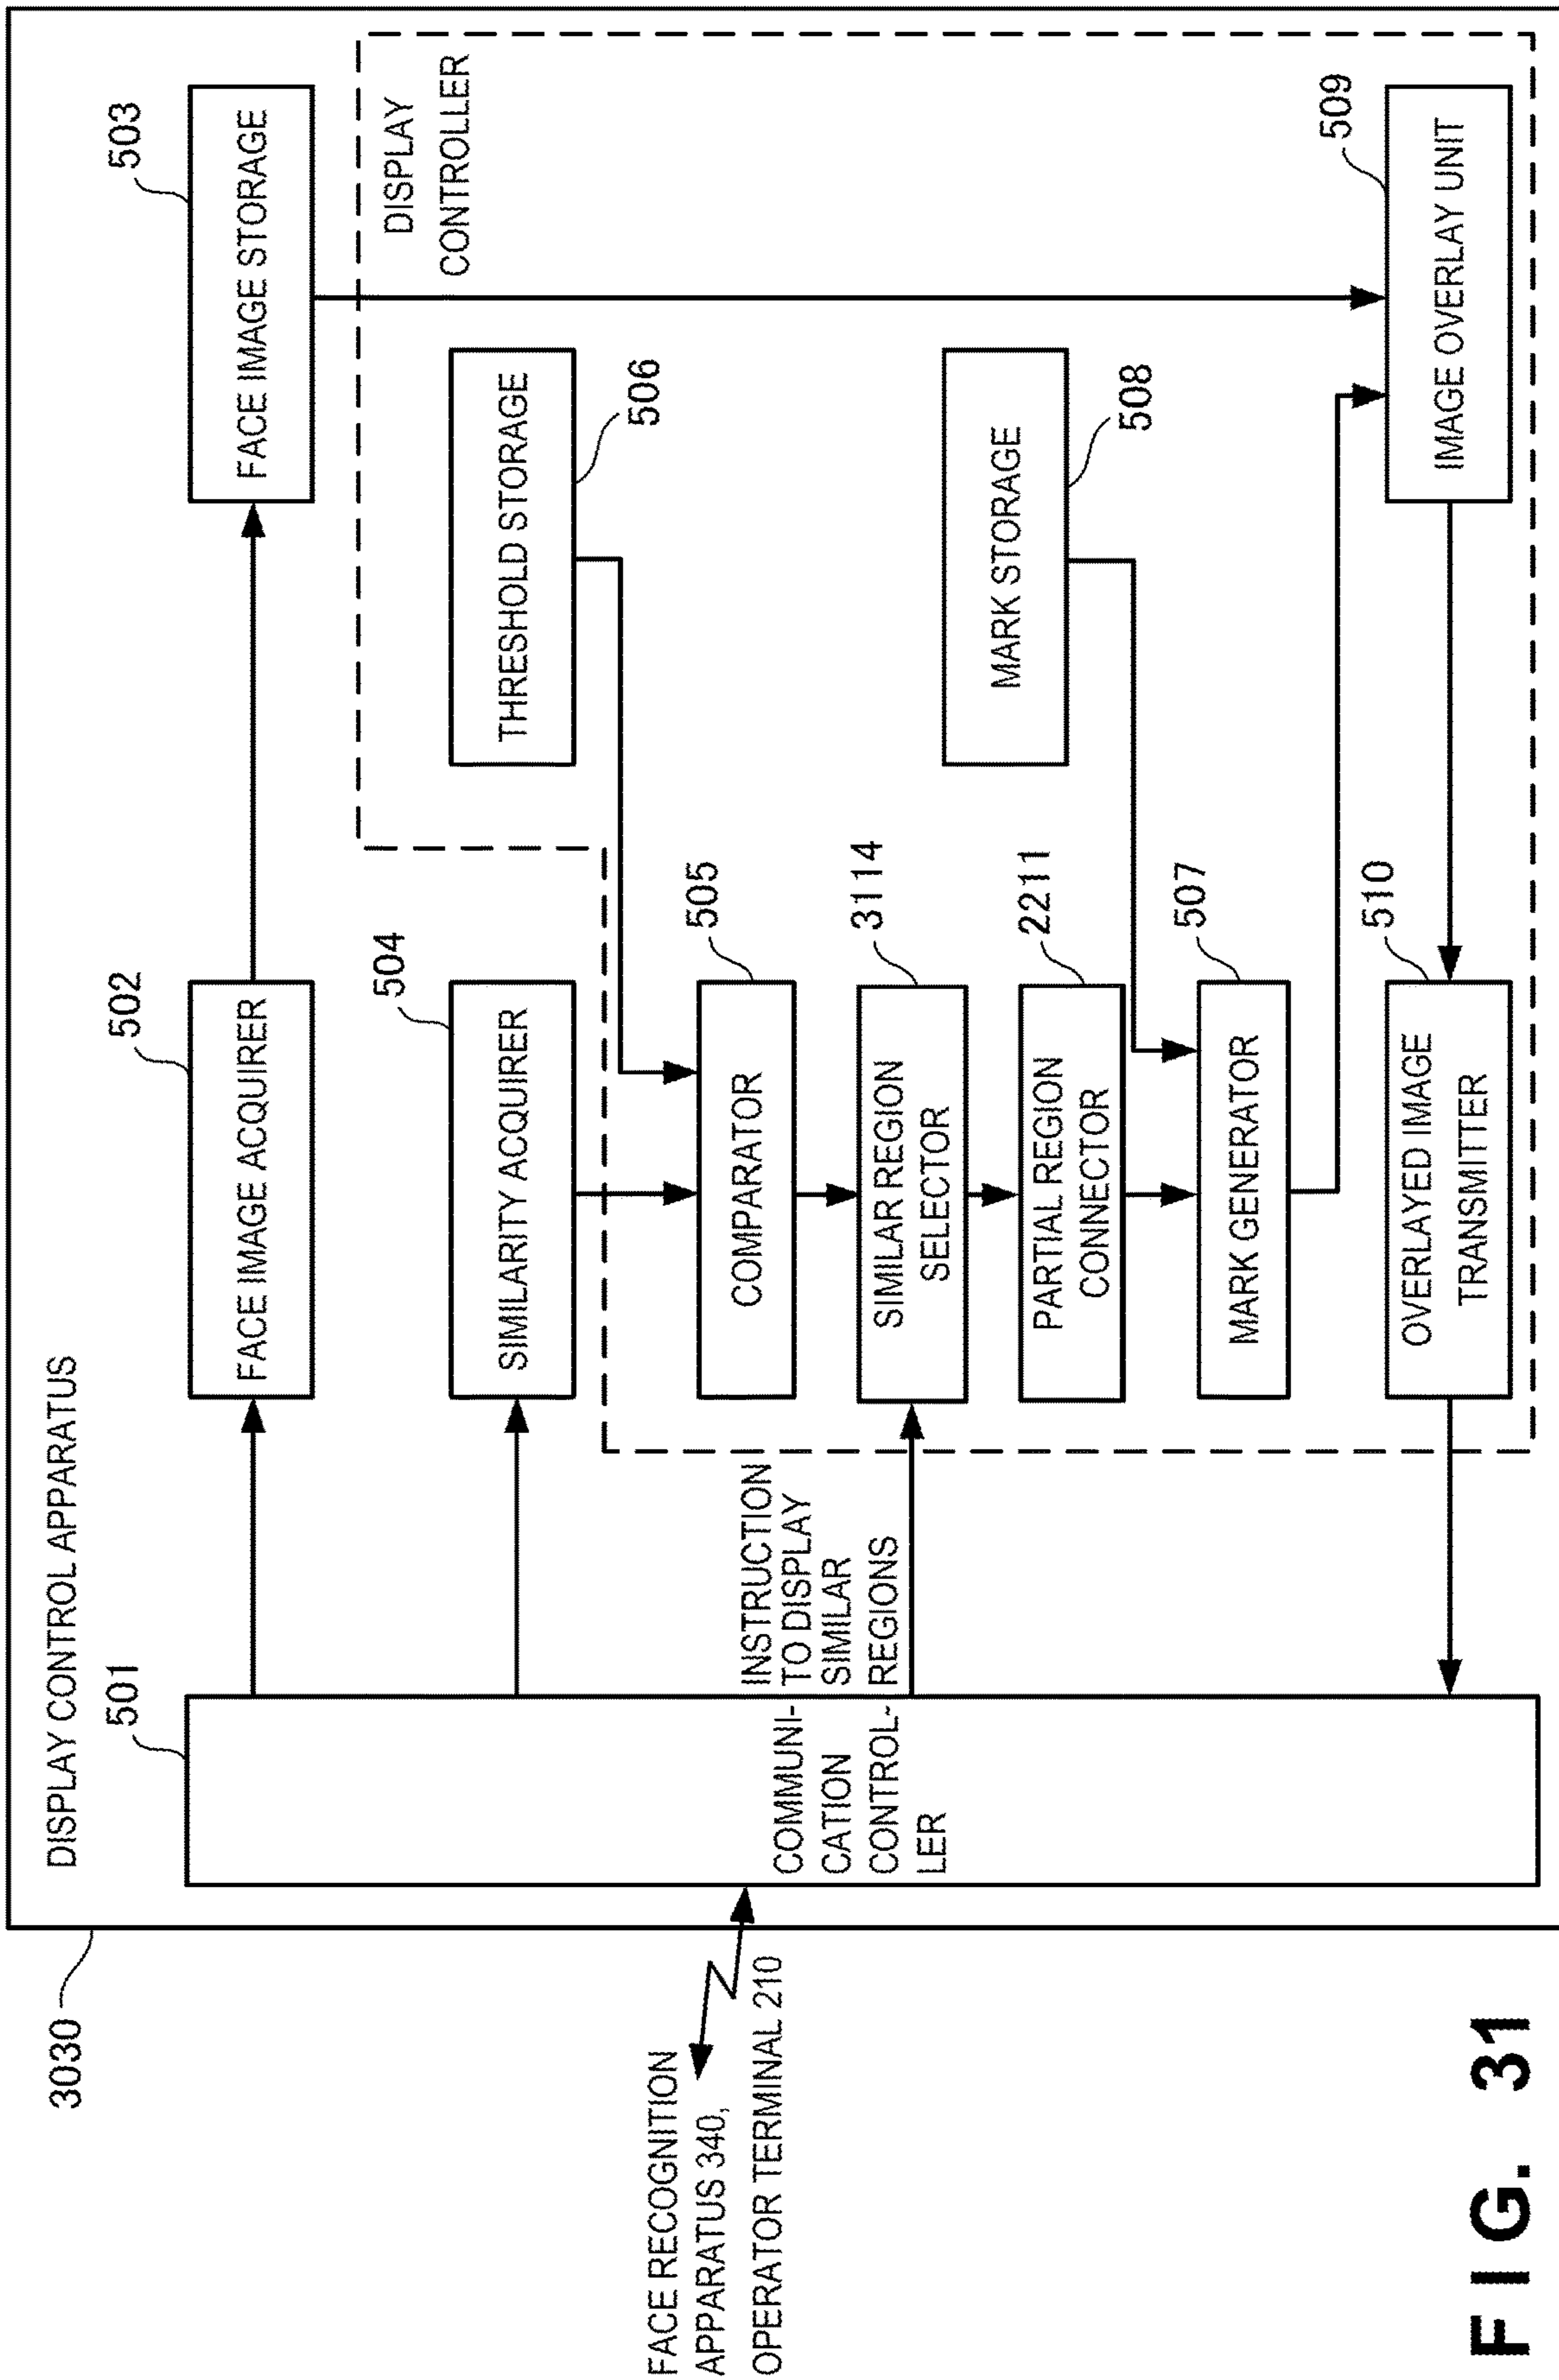 DISPLAY CONTROL APPARATUS
3030
501
COMMUNI-
CATION
CONTROL~
LER
FACE RECOGNITION
APPARATUS 340,
OPERATOR TERMINAL 210
502
FACE IMAGE ACQUIRER
503
FACE IMAGE STORAGE
504
SIMILARITY ACQUIRER
DISPLAY
CONTROLLER
THRESHOLD STORAGE
506
505
COMPARATOR
INSTRUCTION
TO DISPLAY
SIMILAR
REGIONS
3114
SIMILAR REGION
SELECTOR
2211
PARTIAL REGION
CONNECTOR
MARK STORAGE
508
507
MARK GENERATOR
509
IMAGE OVERLAY UNIT
510
OVERLAYED IMAGE
TRANSMITTER
FIG. 31